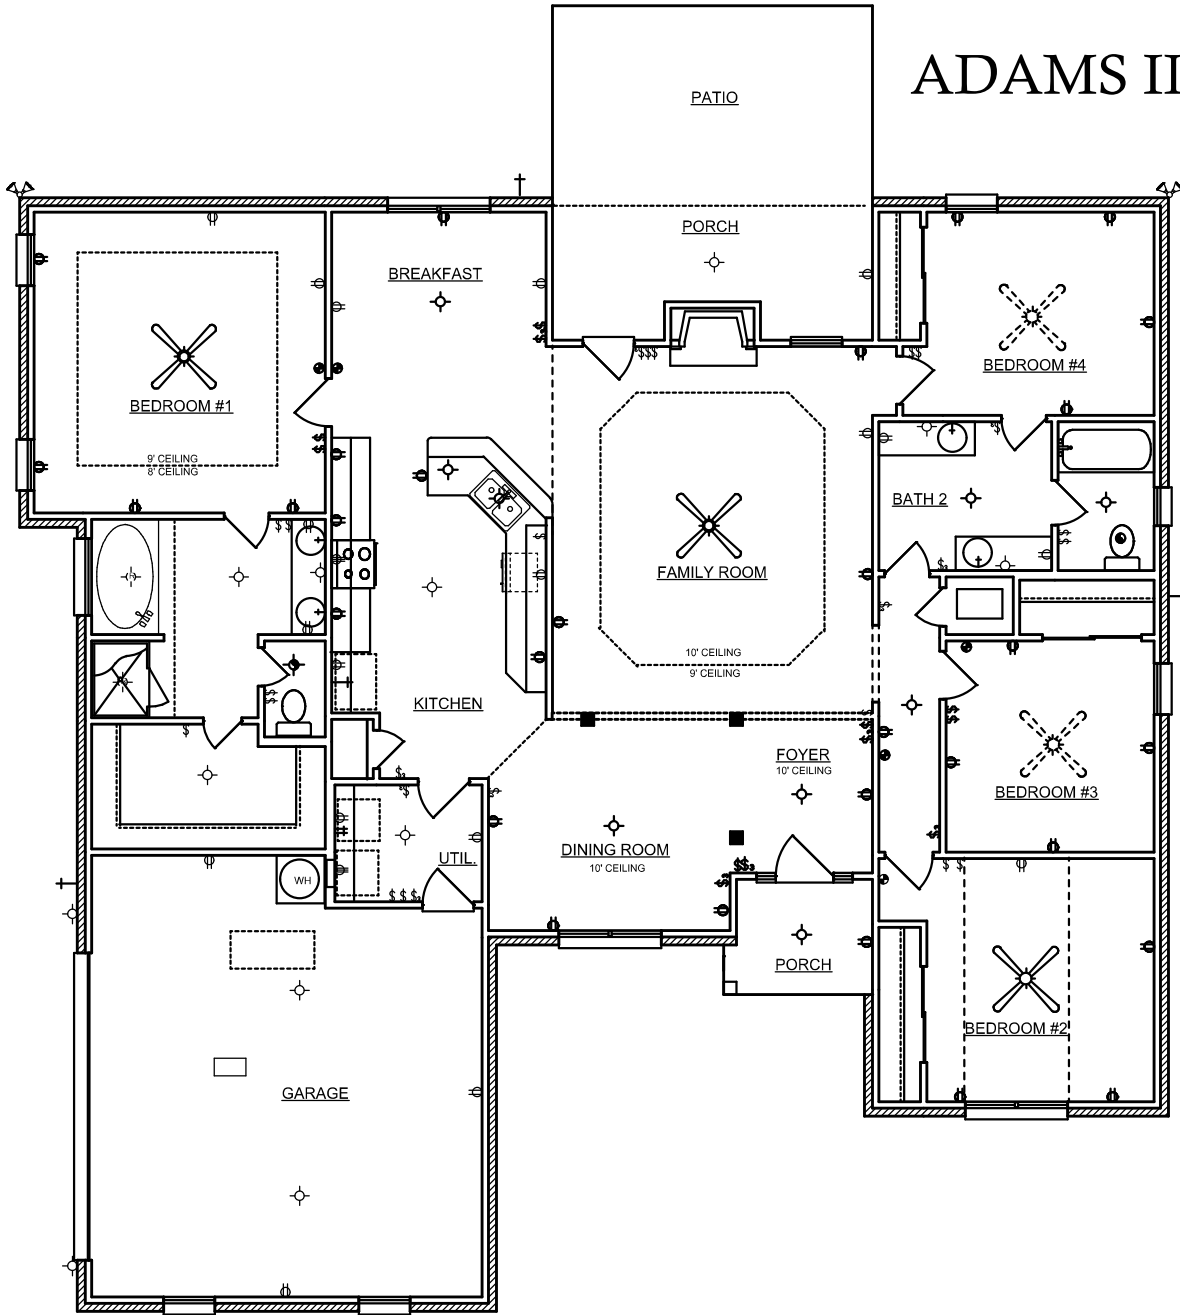 ADAMS II
PATIO
PORCH
BREAKFAST
BEDROOM #4
BEDROOM #1
9' CEILING
8' CEILING
BATH 2
FAMILY ROOM
10' CEILING
9' CEILING
KITCHEN
FOYER
10' CEILING
BEDROOM #3
DINING ROOM
10' CEILING
UTIL.
WH
PORCH
BEDROOM #2
GARAGE